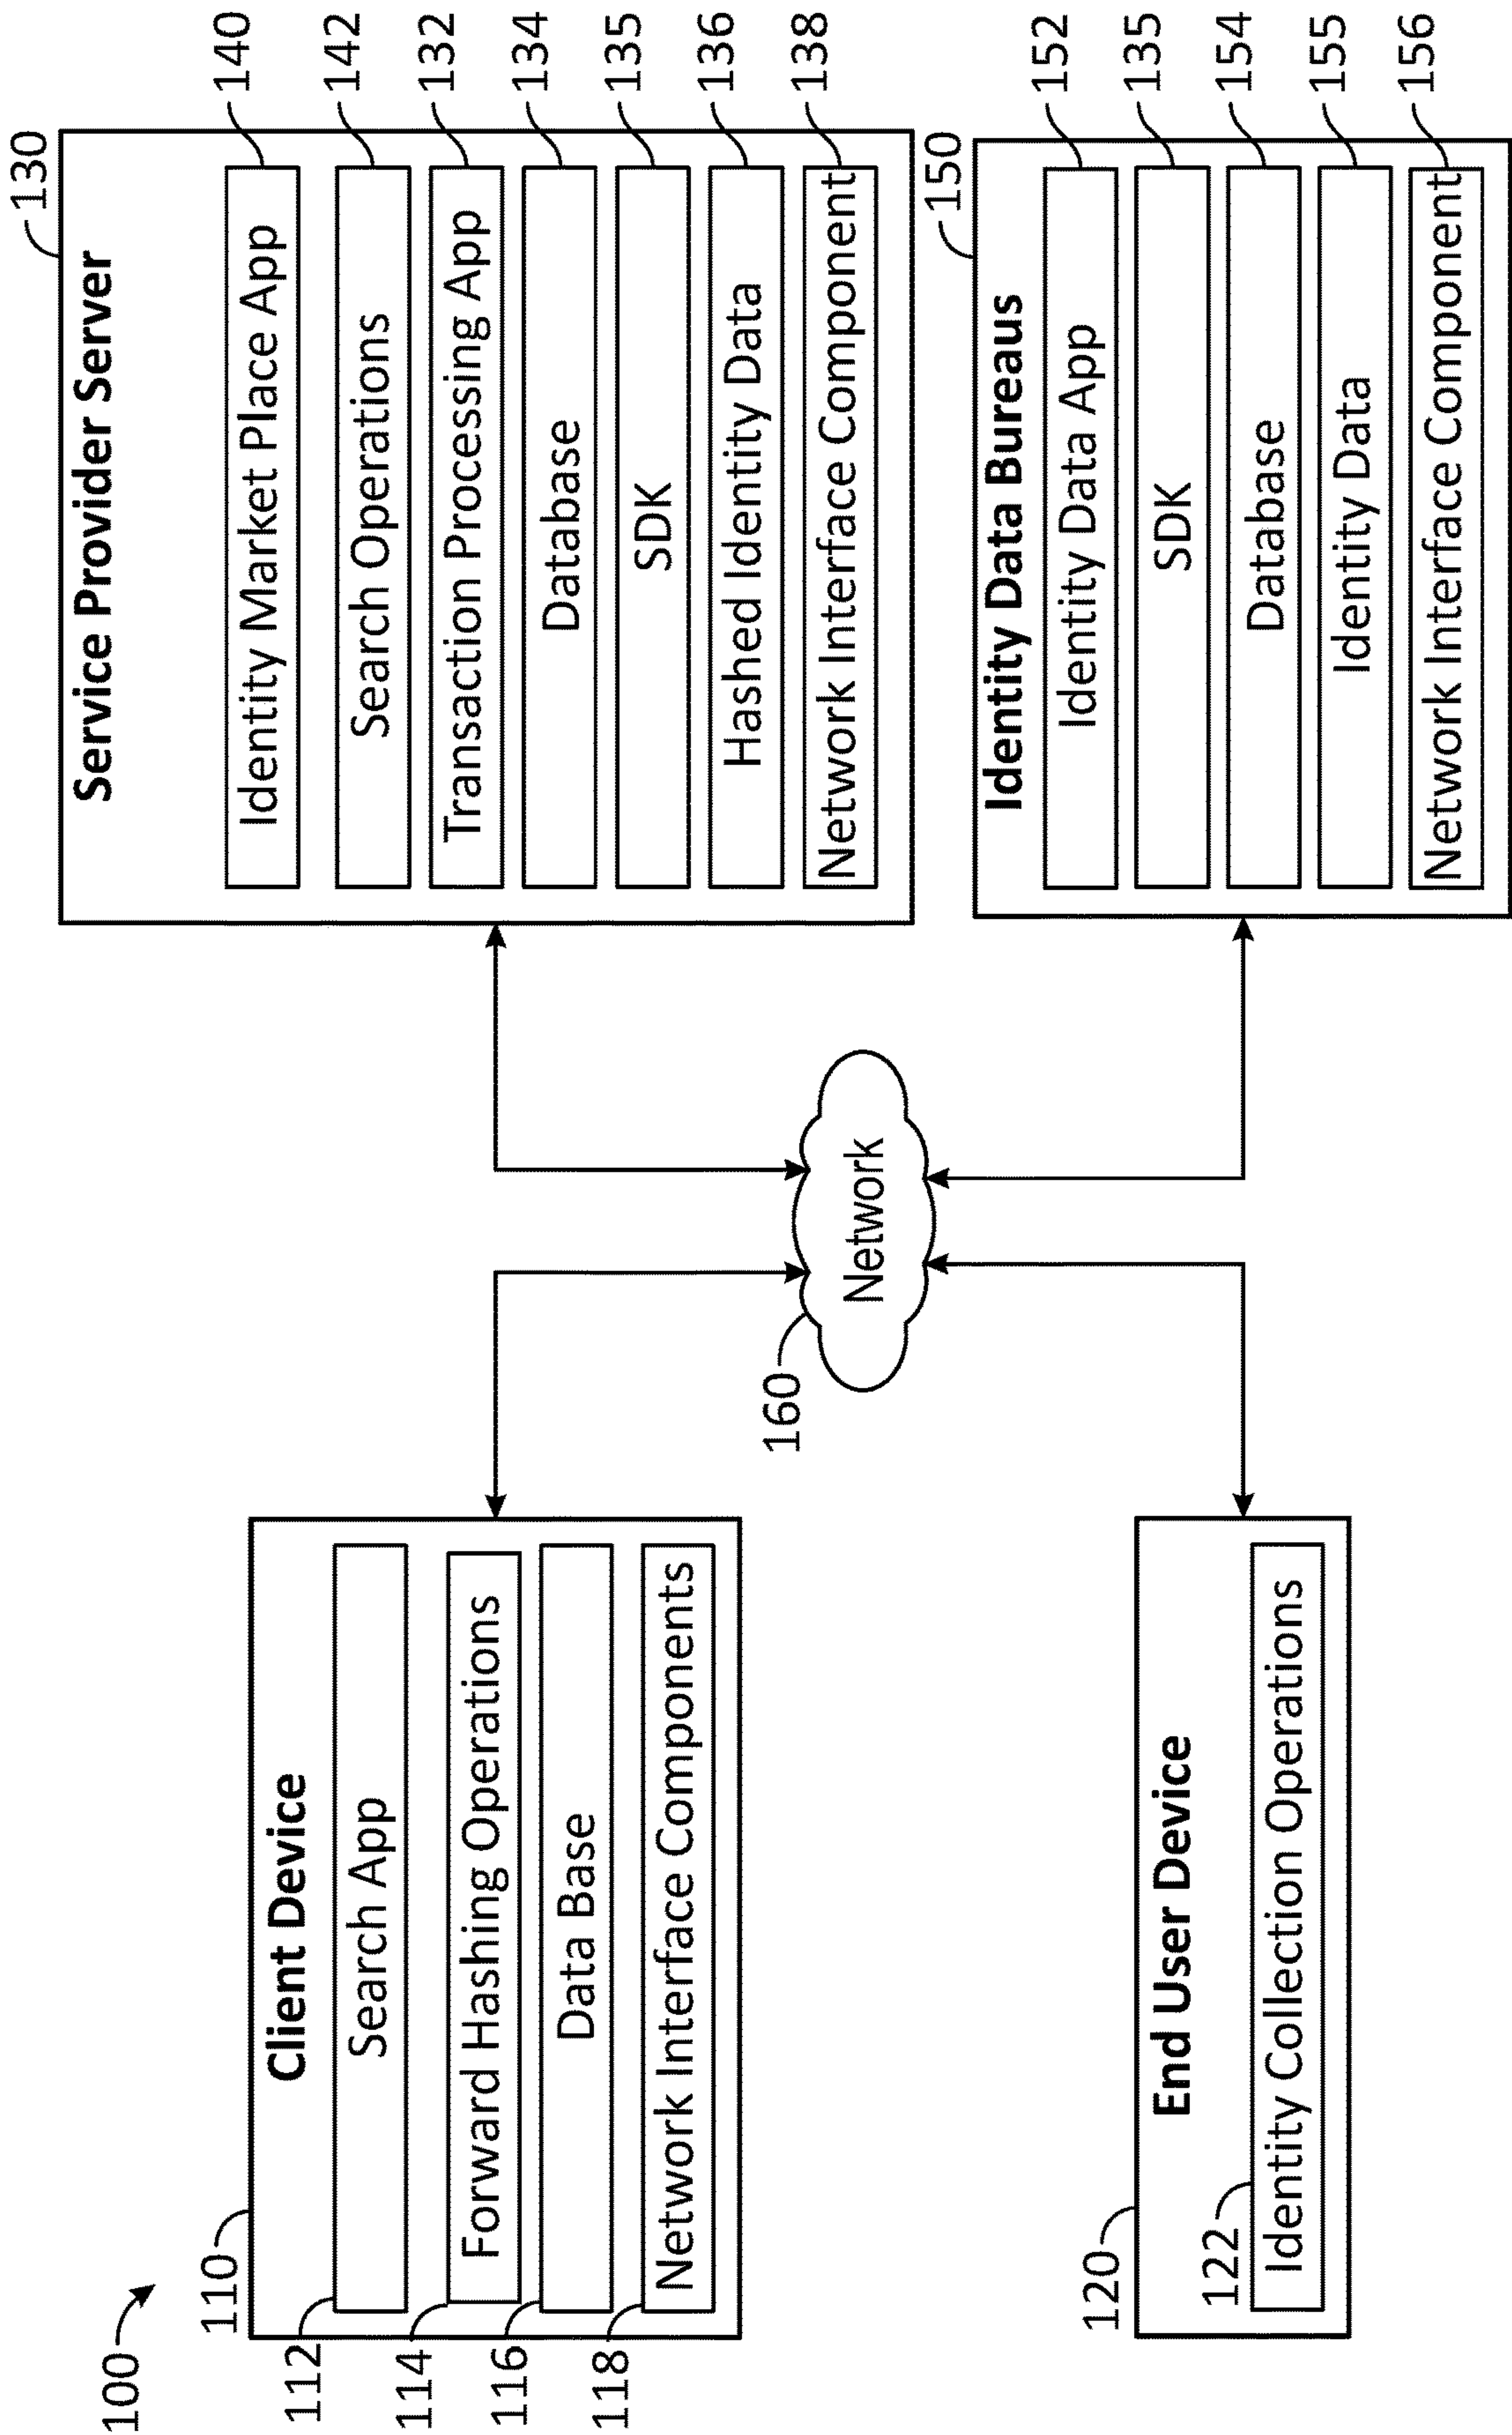 100
110
Client Device
112
Search App
114
Forward Hashing Operations
116
Data Base
118
Network Interface Components
120
End User Device
122
Identity Collection Operations
160
Network
130
Service Provider Server
Identity Market Place App
140
Search Operations
142
Transaction Processing App
132
Database
134
SDK
135
Hashed Identity Data
136
Network Interface Component
138
150
Identity Data Bureaus
Identity Data App
152
SDK
135
Database
154
Identity Data
155
Network Interface Component
156